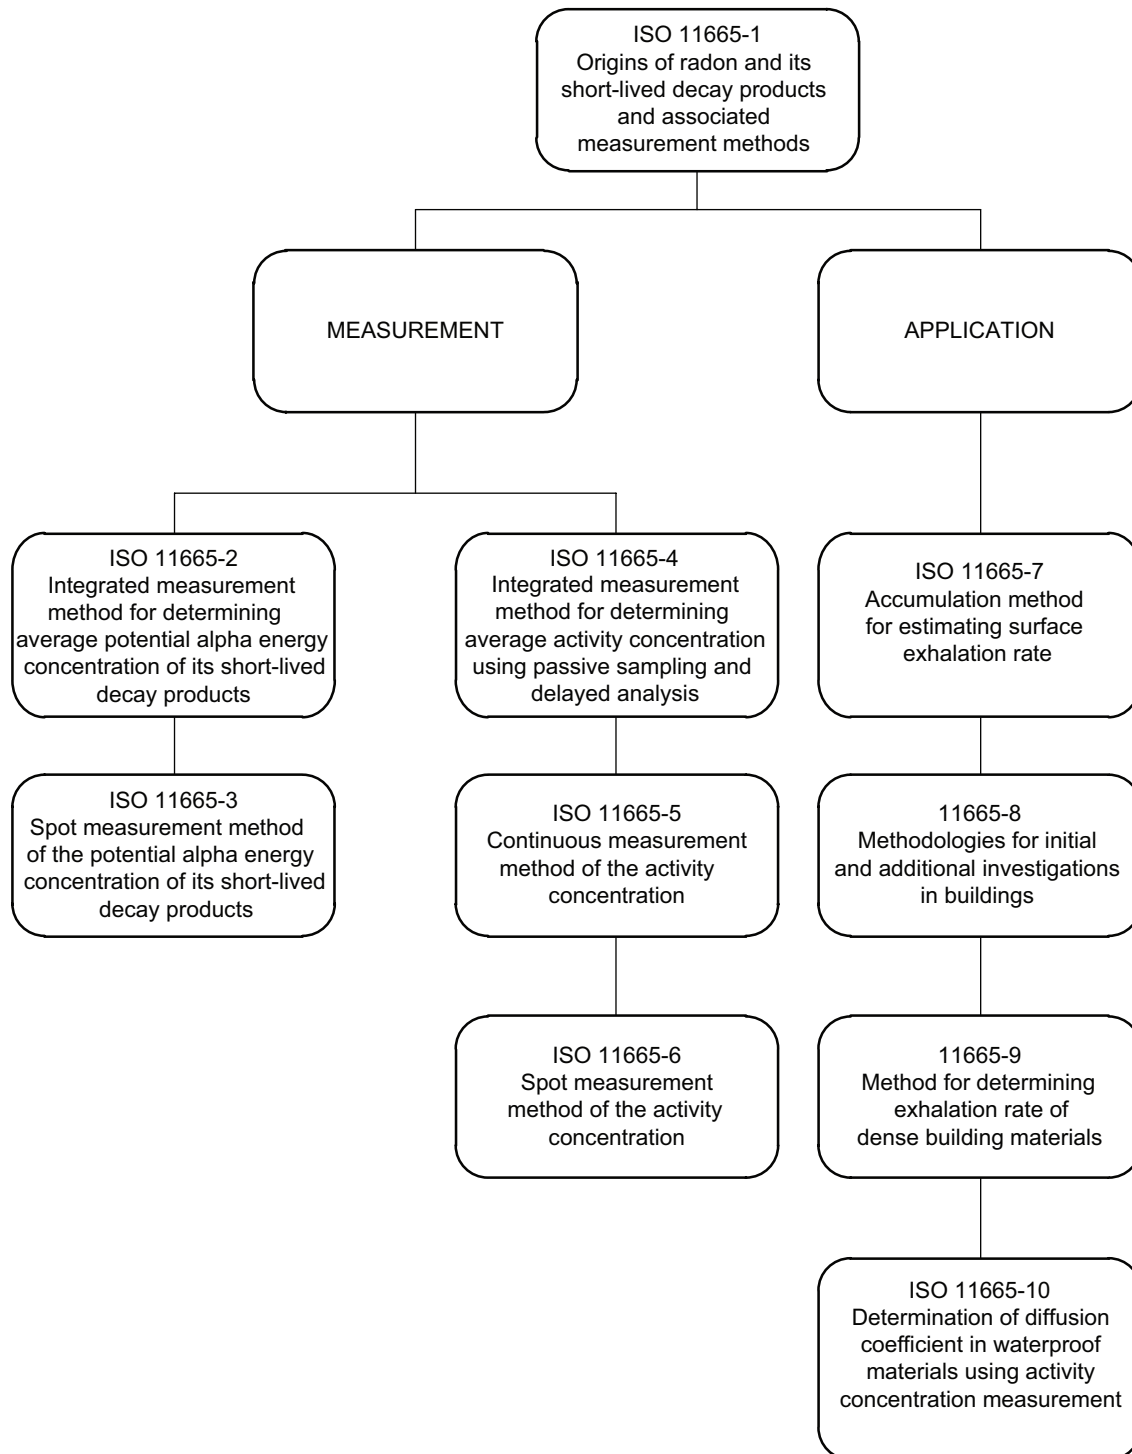 ISO 11665-1
Origins of radon and its
short-lived decay products
and associated
measurement methods
MEASUREMENT
APPLICATION
ISO 11665-2
Integrated measurement
method for determining
average potential alpha energy
concentration of its short-lived
decay products
ISO 11665-4
Integrated measurement
method for determining
average activity concentration
using passive sampling and
delayed analysis
ISO 11665-7
Accumulation method
for estimating surface
exhalation rate
ISO 11665-3
Spot measurement method
of the potential alpha energy
concentration of its short-lived
decay products
ISO 11665-5
Continuous measurement
method of the activity
concentration
11665-8
Methodologies for initial
and additional investigations
in buildings
ISO 11665-6
Spot measurement
method of the activity
concentration
11665-9
Method for determining
exhalation rate of
dense building materials
ISO 11665-10
Determination of diffusion
coefficient in waterproof
materials using activity
concentration measurement